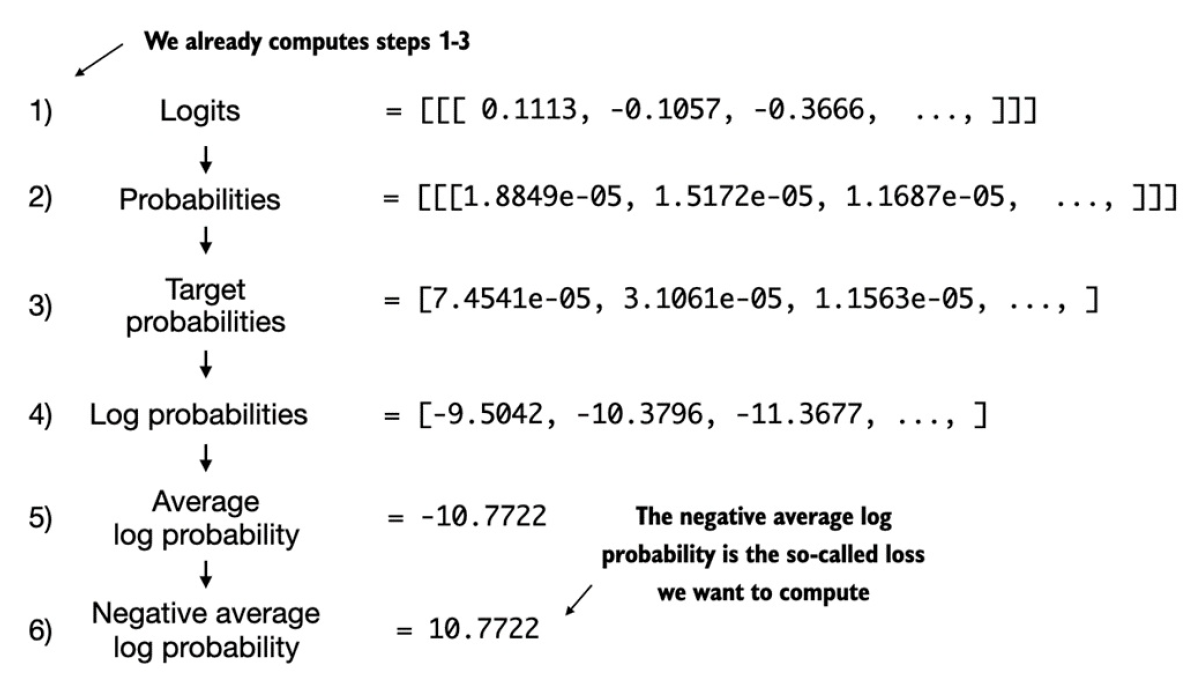 We already computes steps 1-3
1) Logits = [[[ 0.1113, -0.1057, -0.3666, ..., ]]]
2) Probabilities = [[[1.8849e-05, 1.5172e-05, 1.1687e-05, ..., ]]]
3) Target
probabilities = [7.4541e-05, 3.1061e-05, 1.1563e-05, ..., ]
4) Log probabilities = [-9.5042, -10.3796, -11.3677, ..., ]
5) Average
log probability = -10.7722
The negative average log
probability is the so-called loss
we want to compute
6) Negative average
log probability = 10.7722